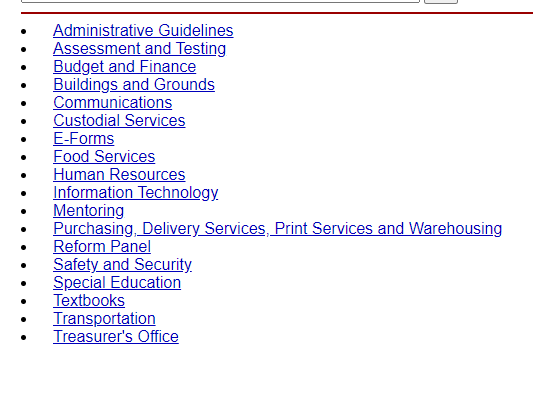 Administrative Guidelines
Assessment and Testing
Budget and Finance
Buildings and Grounds
Communications
Custodial Services
E-Forms
Food Services
Human Resources
Information Technology
Mentoring
Purchasing, Delivery Services, Print Services and Warehousing
Reform Panel
Safety and Security
Special Education
Textbooks
Transportation
Treasurer's Office